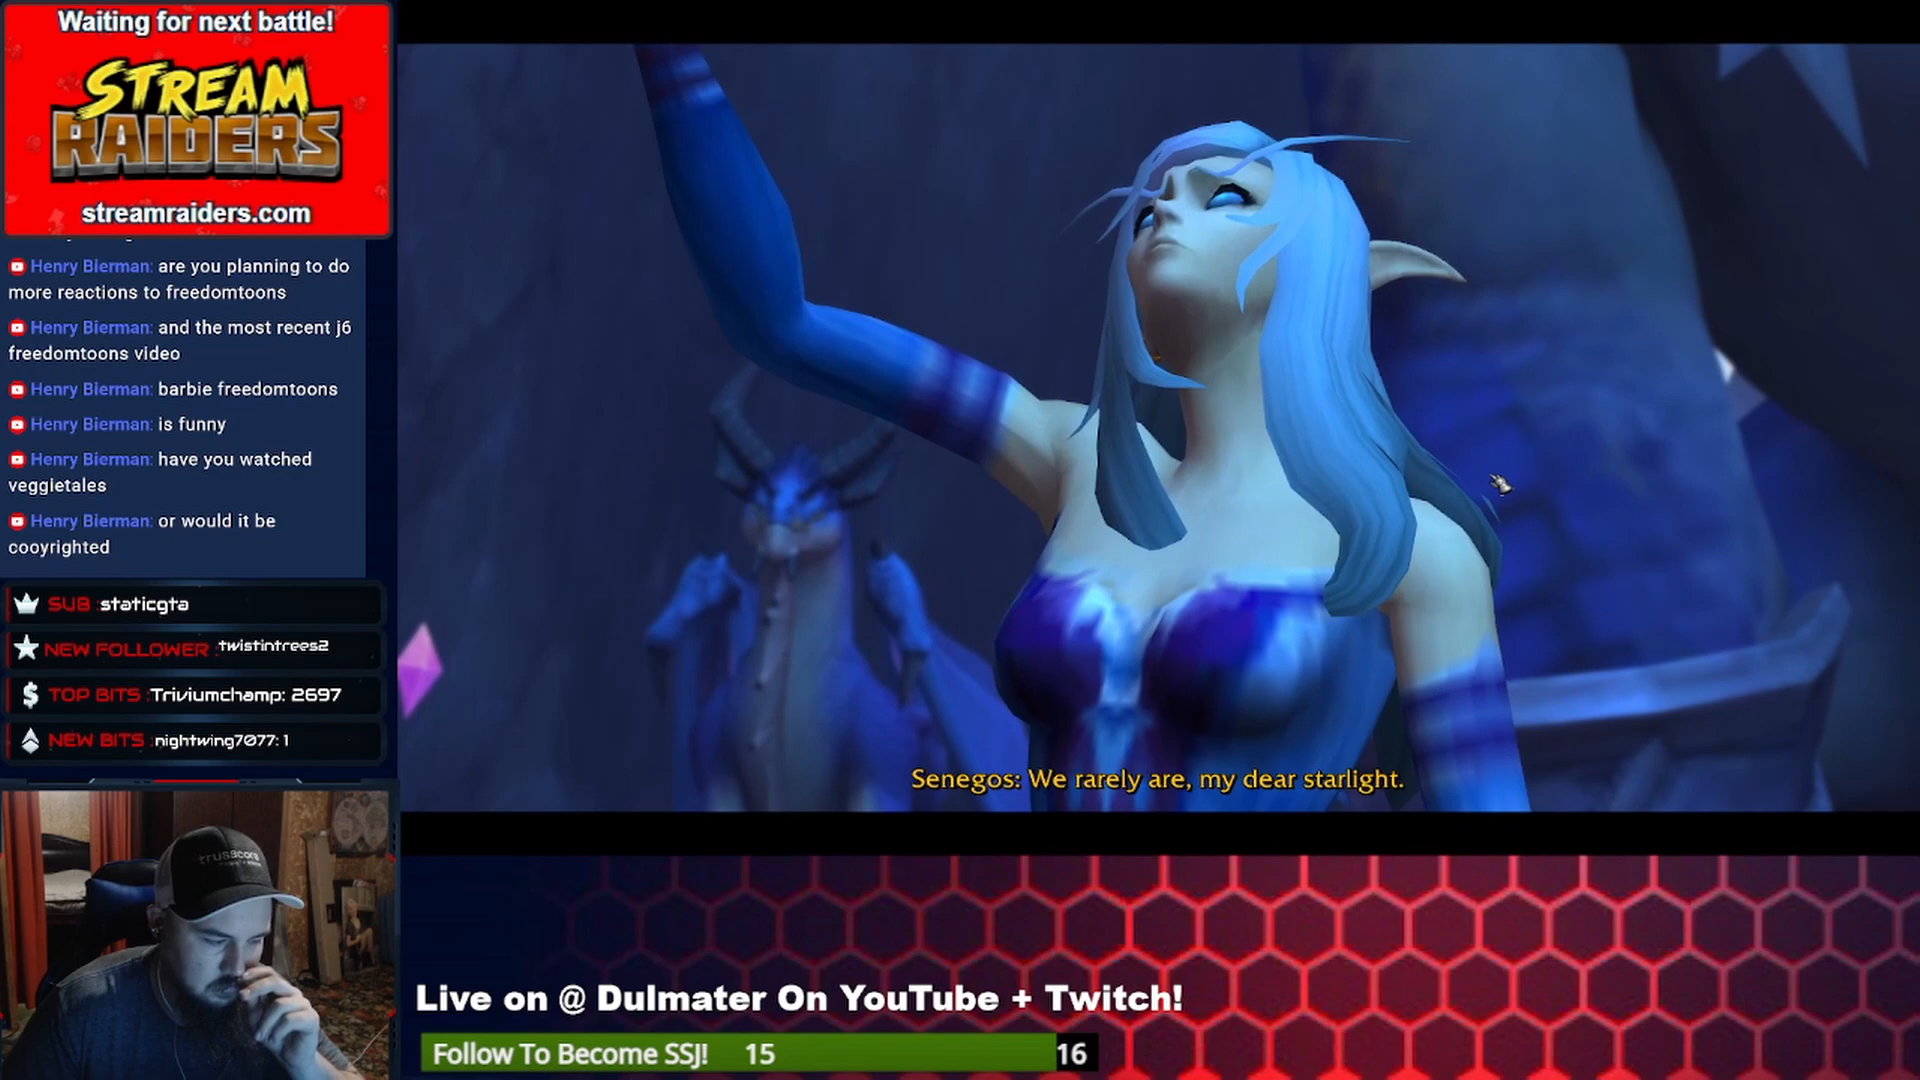 Waiting for next battle!
STREAM
RAIDERS
streamraiders.com
Henry Bierman: are you planning to do
more reactions to freedomtoons
Henry Bierman: and the most recent j6
freedomtoons video
Henry Bierman: barbie freedomtoons
Henry Bierman: is funny
Henry Bierman: have you watched
veggietales
Henry Bierman: or would it be
cooyrighted
SUB : staticgta
NEW FOLLOWER : twistintrees2
TOP BITS : Triviumchamp: 2697
NEW BITS : nightwing7077: 1
Senegos: We rarely are, my dear starlight.
Live on @ Dulmater On YouTube + Twitch!
Follow To Become SSJ! 15 16